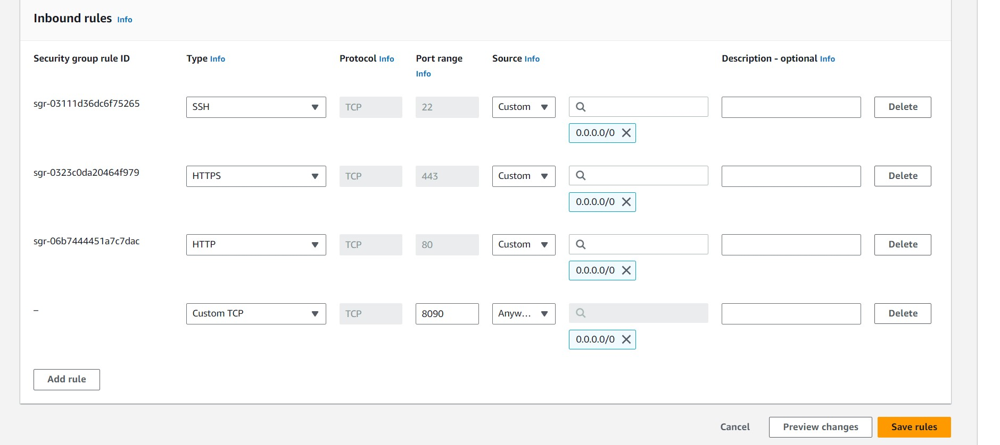 Inbound rules Info
Security group rule ID Type Info Protocol Info Port range Info Source Info Description - optional Info
sgr-03111d36dc6f75265 SSH TCP 22 Custom Delete
0.0.0.0/0
sgr-0323c0da20464f979 HTTPS TCP 443 Custom Delete
0.0.0.0/0
sgr-06b7444451a7c7dac HTTP TCP 80 Custom Delete
0.0.0.0/0
– Custom TCP TCP 8090 Anyw... Delete
0.0.0.0/0
Add rule
Cancel Preview changes Save rules